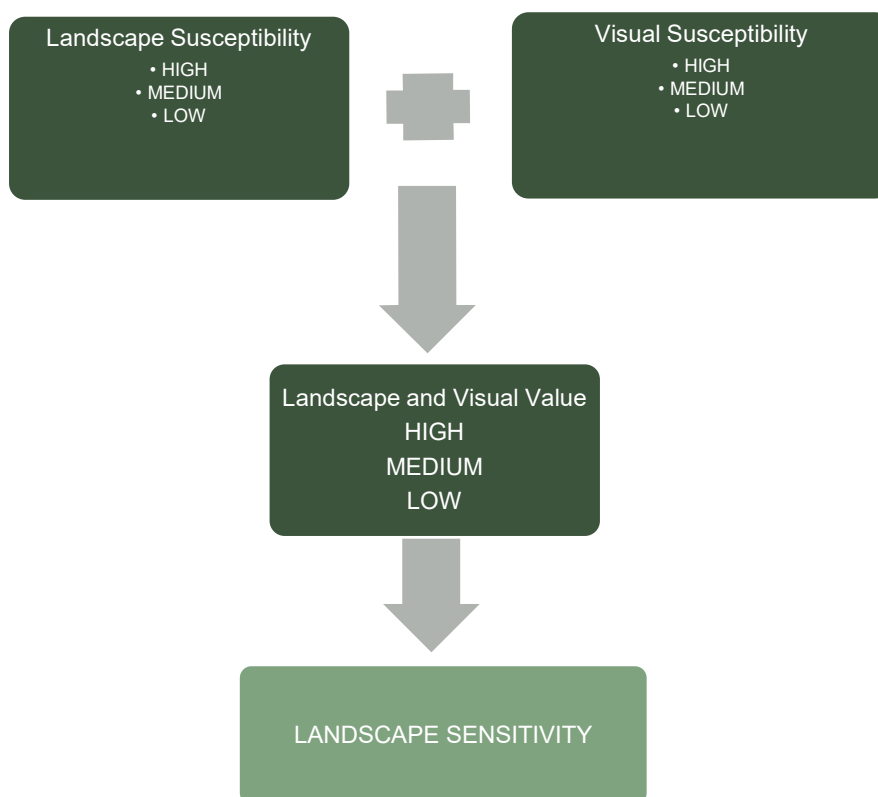 Landscape Susceptibility
• HIGH
• MEDIUM
• LOW
Visual Susceptibility
• HIGH
• MEDIUM
• LOW
Landscape and Visual Value
HIGH
MEDIUM
LOW
LANDSCAPE SENSITIVITY